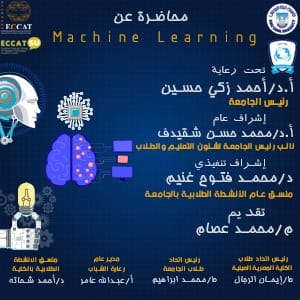 محاضرة عن
Machine Learning
ECCAT
ECCATSU
تحت رعاية
أ.د/أحمد زكي حسين
رئيس الجامعة
إشراف عام
أ.د/محمد حسن شقيدف
نائب رئيس الجامعة لشئون التعليم والطلاب
إشراف تنفيذي
د/محمد فتوح غنيم
منسق عام الأنشطة الطلابية بالجامعة
تقديم
م/محمد عصام
رئيس اتحاد طلاب
الكلية المصرية الصينية
ط/إيمان الرجال
رئيس اتحاد
طلاب الجامعة
ط/محمد ابراهيم
مدير عام
رعاية الشباب
أ/عبدالله عامر
منسق الأنشطة
الطلابية بالكلية
د/أحمد شحاته